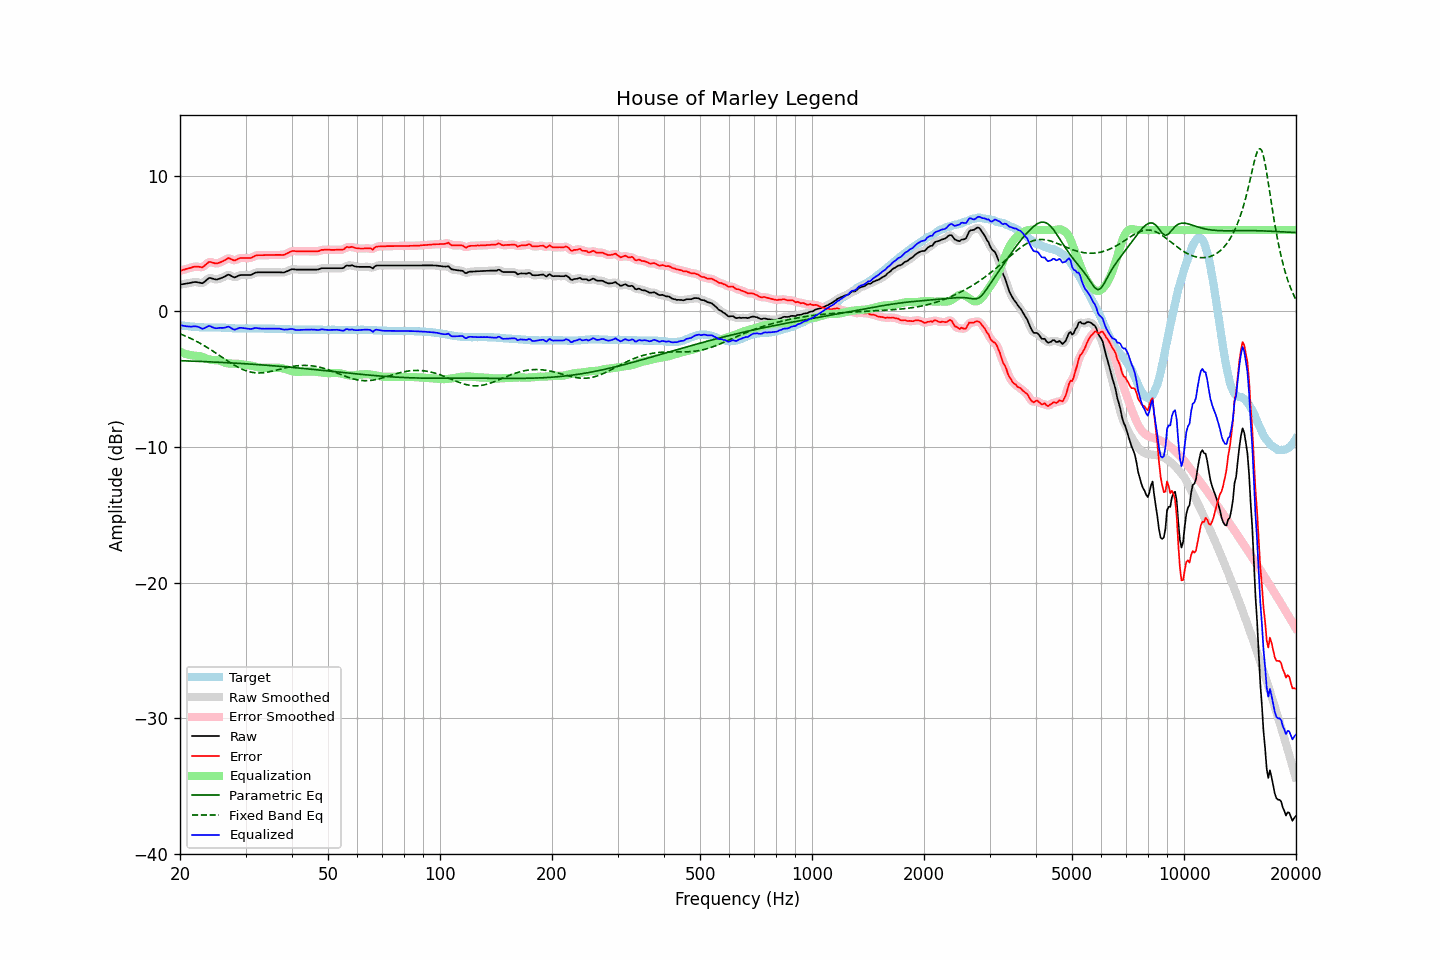 House of Marley Legend
Amplitude (dBr)
10
0
−10
−20
−30
−40
Target
Raw Smoothed
Error Smoothed
Raw
Error
Equalization
Parametric Eq
Fixed Band Eq
Equalized
20 50 100 200 500 1000 2000 5000 10000 20000
Frequency (Hz)